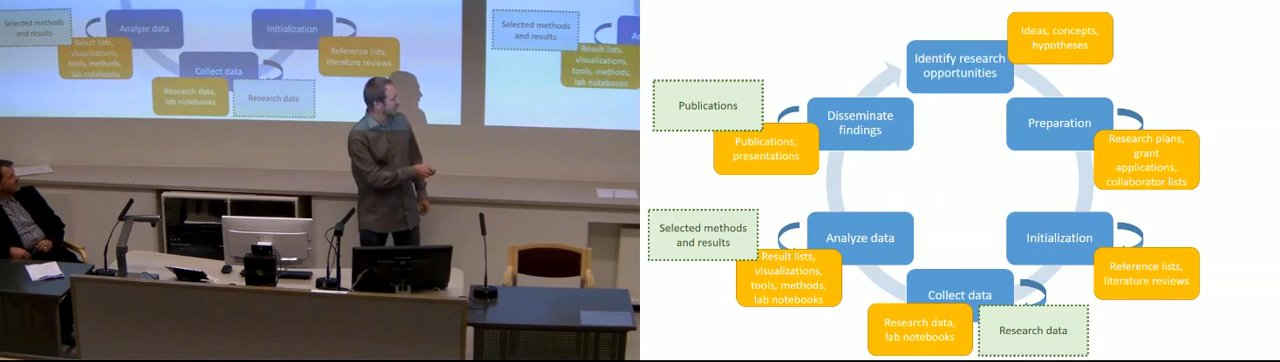 Selected methods
and results
Analyze data
Initialization
Result lists,
visualizations,
tools, methods,
lab notebooks
Collect data
Reference lists,
literature reviews
Research data,
lab notebooks
Research data
Selected methods
and results
Result lists,
visualizations,
tools, methods,
lab notebooks
Ideas, concepts,
hypotheses
Identify research
opportunities
Publications
Disseminate
findings
Preparation
Publications,
presentations
Research plans,
grant
applications,
collaborator lists
Selected methods
and results
Analyze data
Initialization
Result lists,
visualizations,
tools, methods,
lab notebooks
Reference lists,
literature reviews
Collect data
Research data,
lab notebooks
Research data